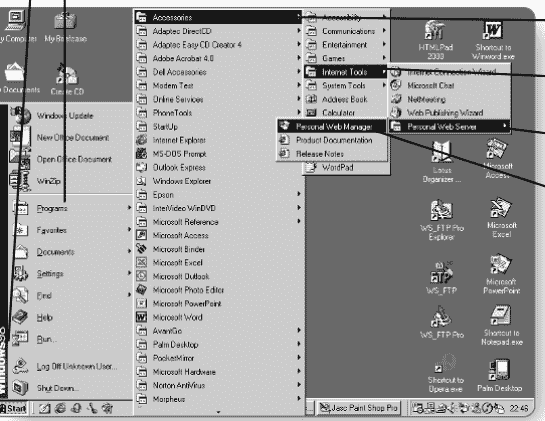 My Computer
My Briefcase
My Documents
Create CD
Windows Update
New Office Document
Open Office Document
WinZip
Programs
Favorites
Documents
Settings
Find
Help
Run...
Log Off Unknown User...
Shut Down...
Windows98
Start
Accessories
Adaptec DirectCD
Adaptec Easy CD Creator 4
Adobe Acrobat 4.0
Dell Accessories
Modem Test
Online Services
PhoneTools
StartUp
Internet Explorer
MS-DOS Prompt
Outlook Express
Windows Explorer
Epson
InterVideo WinDVD
Microsoft Reference
Microsoft Access
Microsoft Binder
Microsoft Excel
Microsoft Outlook
Microsoft Photo Editor
Microsoft PowerPoint
Microsoft Word
AvantGo
Palm Desktop
PocketMirror
Microsoft Hardware
Norton AntiVirus
Morpheus
Accessibility
Communications
Entertainment
Games
Internet Tools
System Tools
Address Book
Calculator
WordPad
Internet Connection Wizard
Microsoft Chat
NetMeeting
Web Publishing Wizard
Personal Web Server
Personal Web Manager
Product Documentation
Release Notes
HTMLPad
2000
Shortcut to
Winword.exe
Lotus
Organizer ...
Microsoft
Access
WS_FTP Pro
Explorer
Microsoft
Excel
WS_FTP
Microsoft
PowerPoint
WS_FTP Pro
Shortcut to
Notepad.exe
Shortcut to
Opera.exe
Palm Desktop
Jasc Paint Shop Pro
22:46